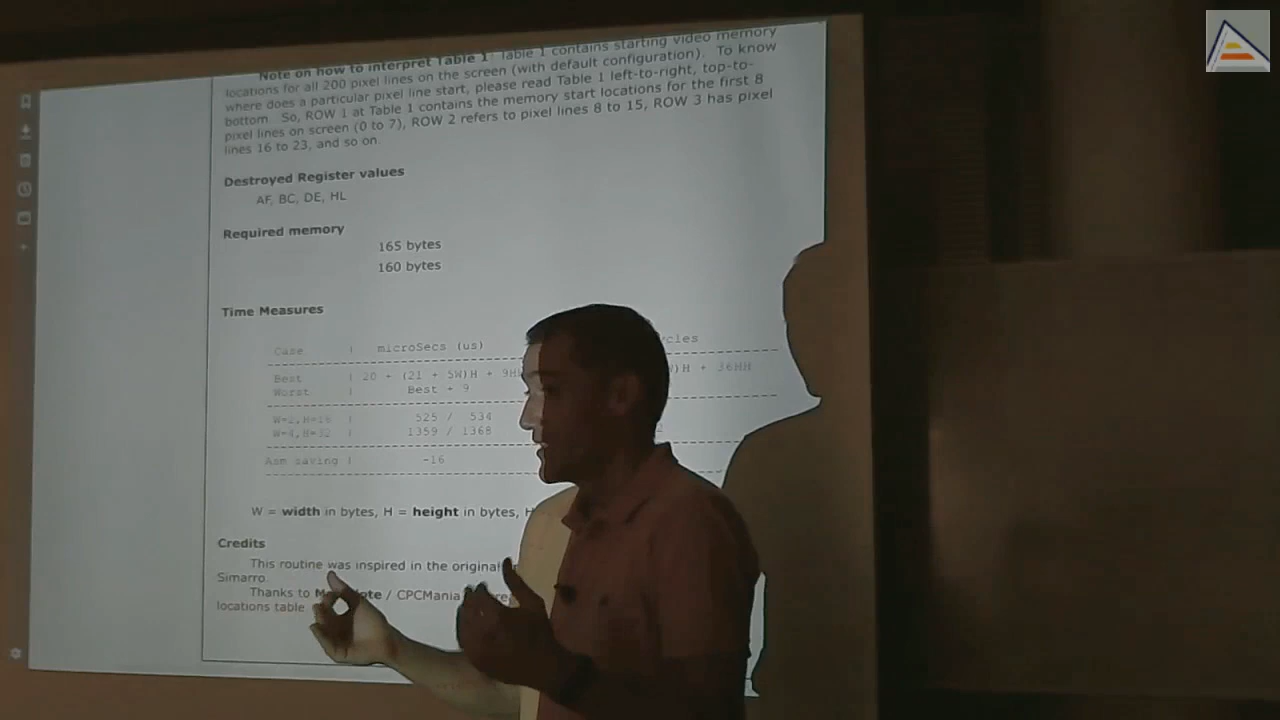 Note on how to interpret Table 1: Table 1 contains starting video memory
locations for all 200 pixel lines on the screen (with default configuration). To know
where does a particular pixel line start, please read Table 1 left-to-right, top-to-
bottom. So, ROW 1 at Table 1 contains the memory start locations for the first 8
pixel lines on screen (0 to 7), ROW 2 refers to pixel lines 8 to 15, ROW 3 has pixel
lines 16 to 23, and so on.
Destroyed Register values
AF, BC, DE, HL
Required memory
165 bytes
160 bytes
Time Measures
Case | microSecs (us)
Best | 20 + (21 + 5W)H + 9H )H + 36HH
Worst | Best + 9
W=2,H=16 | 525 / 534
W=4,H=32 | 1359 / 1368
Asm saving | -16
W = width in bytes, H = height in bytes,
Credits
This routine was inspired in the original
Simarro.
Thanks to / CPCMania
locations table